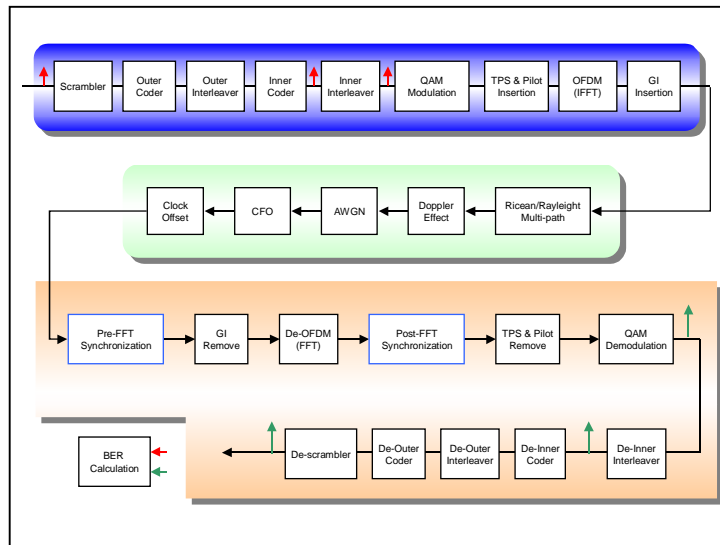 Scrambler
Outer
Coder
Outer
Interleaver
Inner
Coder
Inner
Interleaver
QAM
Modulation
TPS & Pilot
Insertion
OFDM
(IFFT)
GI
Insertion
Clock
Offset
CFO
AWGN
Doppler
Effect
Ricean/Rayleight
Multi-path
Pre-FFT
Synchronization
GI
Remove
De-OFDM
(FFT)
Post-FFT
Synchronization
TPS & Pilot
Remove
QAM
Demodulation
BER
Calculation
De-scrambler
De-Outer
Coder
De-Outer
Interleaver
De-Inner
Coder
De-Inner
Interleaver